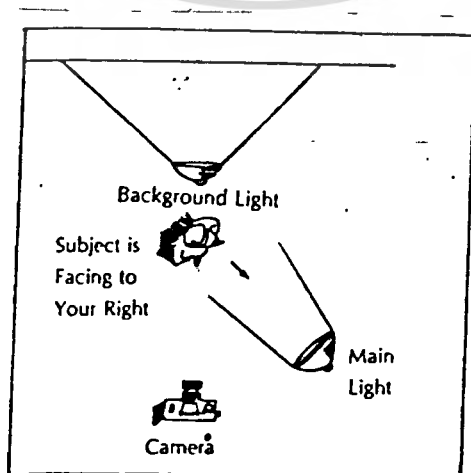 Background Light
Subject is
Facing to
Your Right
Main
Light
Camera